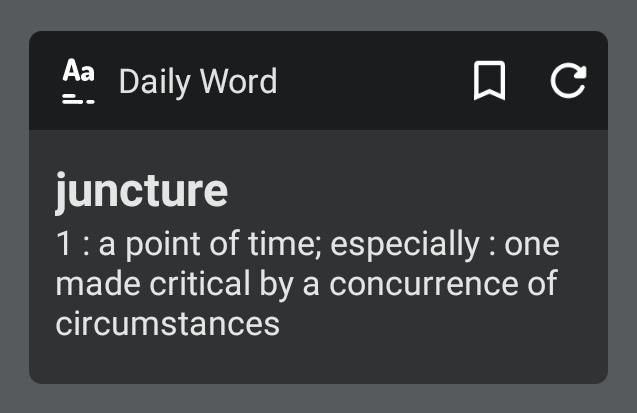 Aa
Daily Word
juncture
1 : a point of time; especially : one
made critical by a concurrence of
circumstances